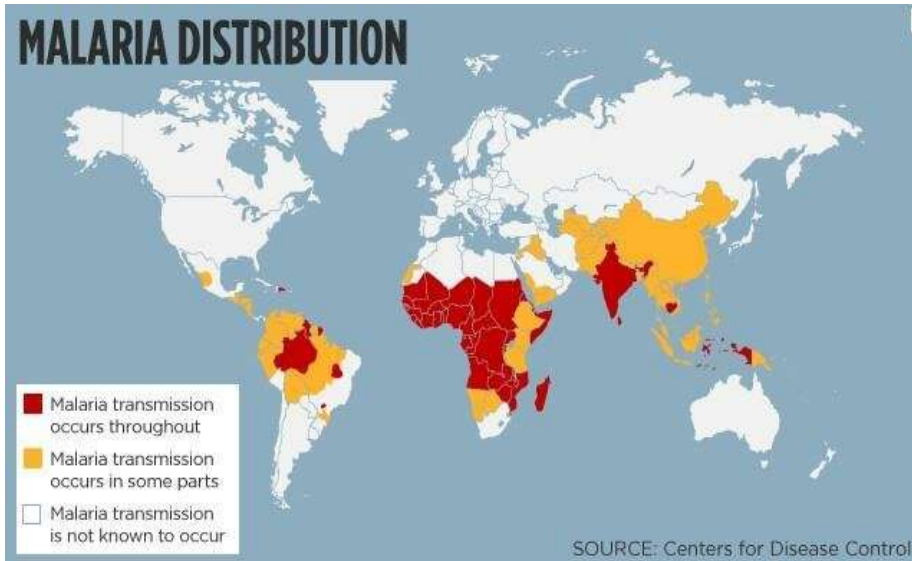 MALARIA DISTRIBUTION
Malaria transmission
occurs throughout
Malaria transmission
occurs in some parts
Malaria transmission
is not known to occur
SOURCE: Centers for Disease Control